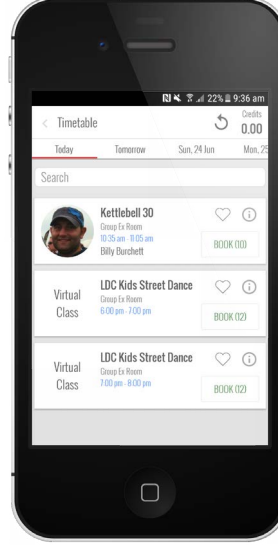 22% 9:36 am
Timetable
Credits
0.00
Today Tomorrow Sun, 24 Jun Mon, 25
Search
Kettlebell 30
Group Ex Room
10:35 am - 11:05 am
Billy Burchett
BOOK (10)
Virtual
Class
LDC Kids Street Dance
Group Ex Room
6:00 pm - 7:00 pm
BOOK (12)
Virtual
Class
LDC Kids Street Dance
Group Ex Room
7:00 pm - 8:00 pm
BOOK (12)